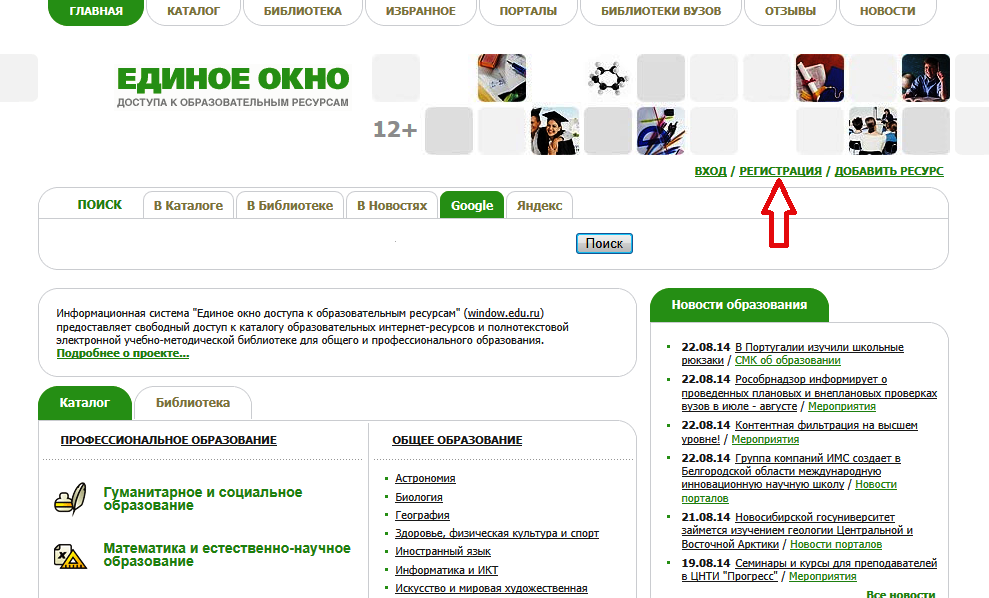 ГЛАВНАЯ
КАТАЛОГ
БИБЛИОТЕКА
ИЗБРАННОЕ
ПОРТАЛЫ
БИБЛИОТЕКИ ВУЗОВ
ОТЗЫВЫ
НОВОСТИ
ЕДИНОЕ ОКНО
ДОСТУПА К ОБРАЗОВАТЕЛЬНЫМ РЕСУРСАМ
12+
ВХОД / РЕГИСТРАЦИЯ / ДОБАВИТЬ РЕСУРС
ПОИСК
В Каталоге
В Библиотеке
В Новостях
Google
Яндекс
Поиск
Информационная система "Единое окно доступа к образовательным ресурсам" (window.edu.ru)
предоставляет свободный доступ к каталогу образовательных интернет-ресурсов и полнотекстовой
электронной учебно-методической библиотеке для общего и профессионального образования.
Подробнее о проекте...
Каталог
Библиотека
ПРОФЕССИОНАЛЬНОЕ ОБРАЗОВАНИЕ
Гуманитарное и социальное
образование
Математика и естественно-научное
образование
ОБЩЕЕ ОБРАЗОВАНИЕ
Астрономия
Биология
География
Здоровье, физическая культура и спорт
Иностранный язык
Информатика и ИКТ
Искусство и мировая художественная
Новости образования
22.08.14 В Португалии изучили школьные
рюкзаки / СМК об образовании
22.08.14 Рособрнадзор информирует о
проведенных плановых и внеплановых проверках
вузов в июле - августе / Мероприятия
22.08.14 Контентная фильтрация на высшем
уровне! / Мероприятия
22.08.14 Группа компаний ИМС создает в
Белгородской области международную
инновационную научную школу / Новости
порталов
21.08.14 Новосибирской госуниверситет
займется изучением геологии Центральной и
Восточной Арктики / Новости порталов
19.08.14 Семинары и курсы для преподавателей
в ЦНТИ "Прогресс" / Мероприятия
Все новости